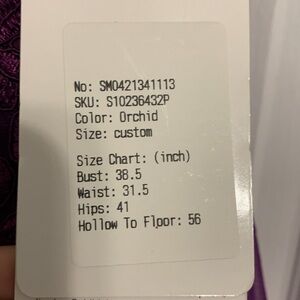 No: SM0421341113
SKU: S10236432P
Color: Orchid
Size: custom
Size Chart: (inch)
Bust: 38.5
Waist: 31.5
Hips: 41
Hollow To Floor: 56